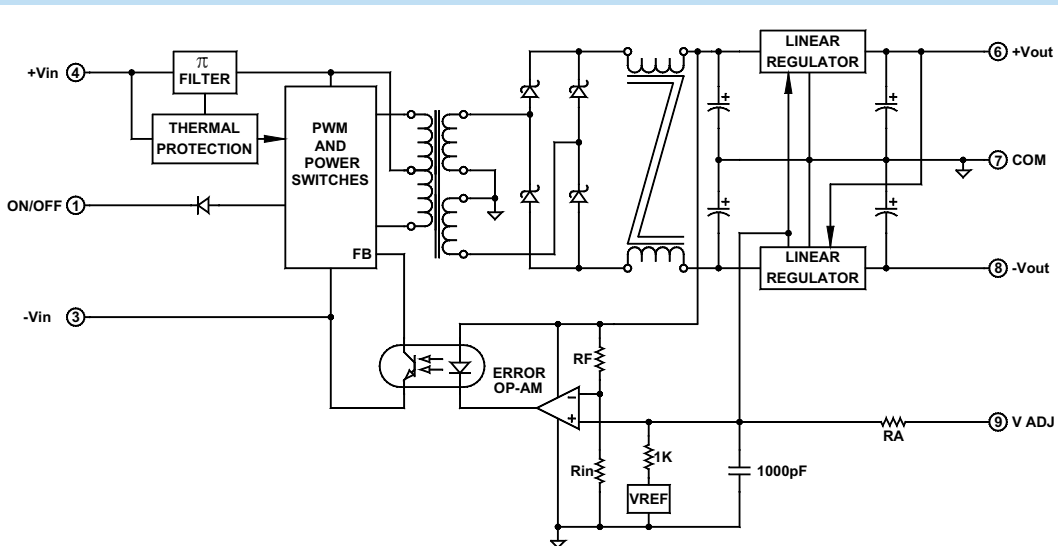 +Vin 4
π
FILTER
THERMAL
PROTECTION
PWM
AND
POWER
SWITCHES
FB
ON/OFF 1
-Vin 3
LINEAR
REGULATOR
+
+
+
+
6 +Vout
7 COM
LINEAR
REGULATOR
8 -Vout
ERROR
OP-AM
RF
-
+
Rin
1K
VREF
1000pF
RA
9 V ADJ